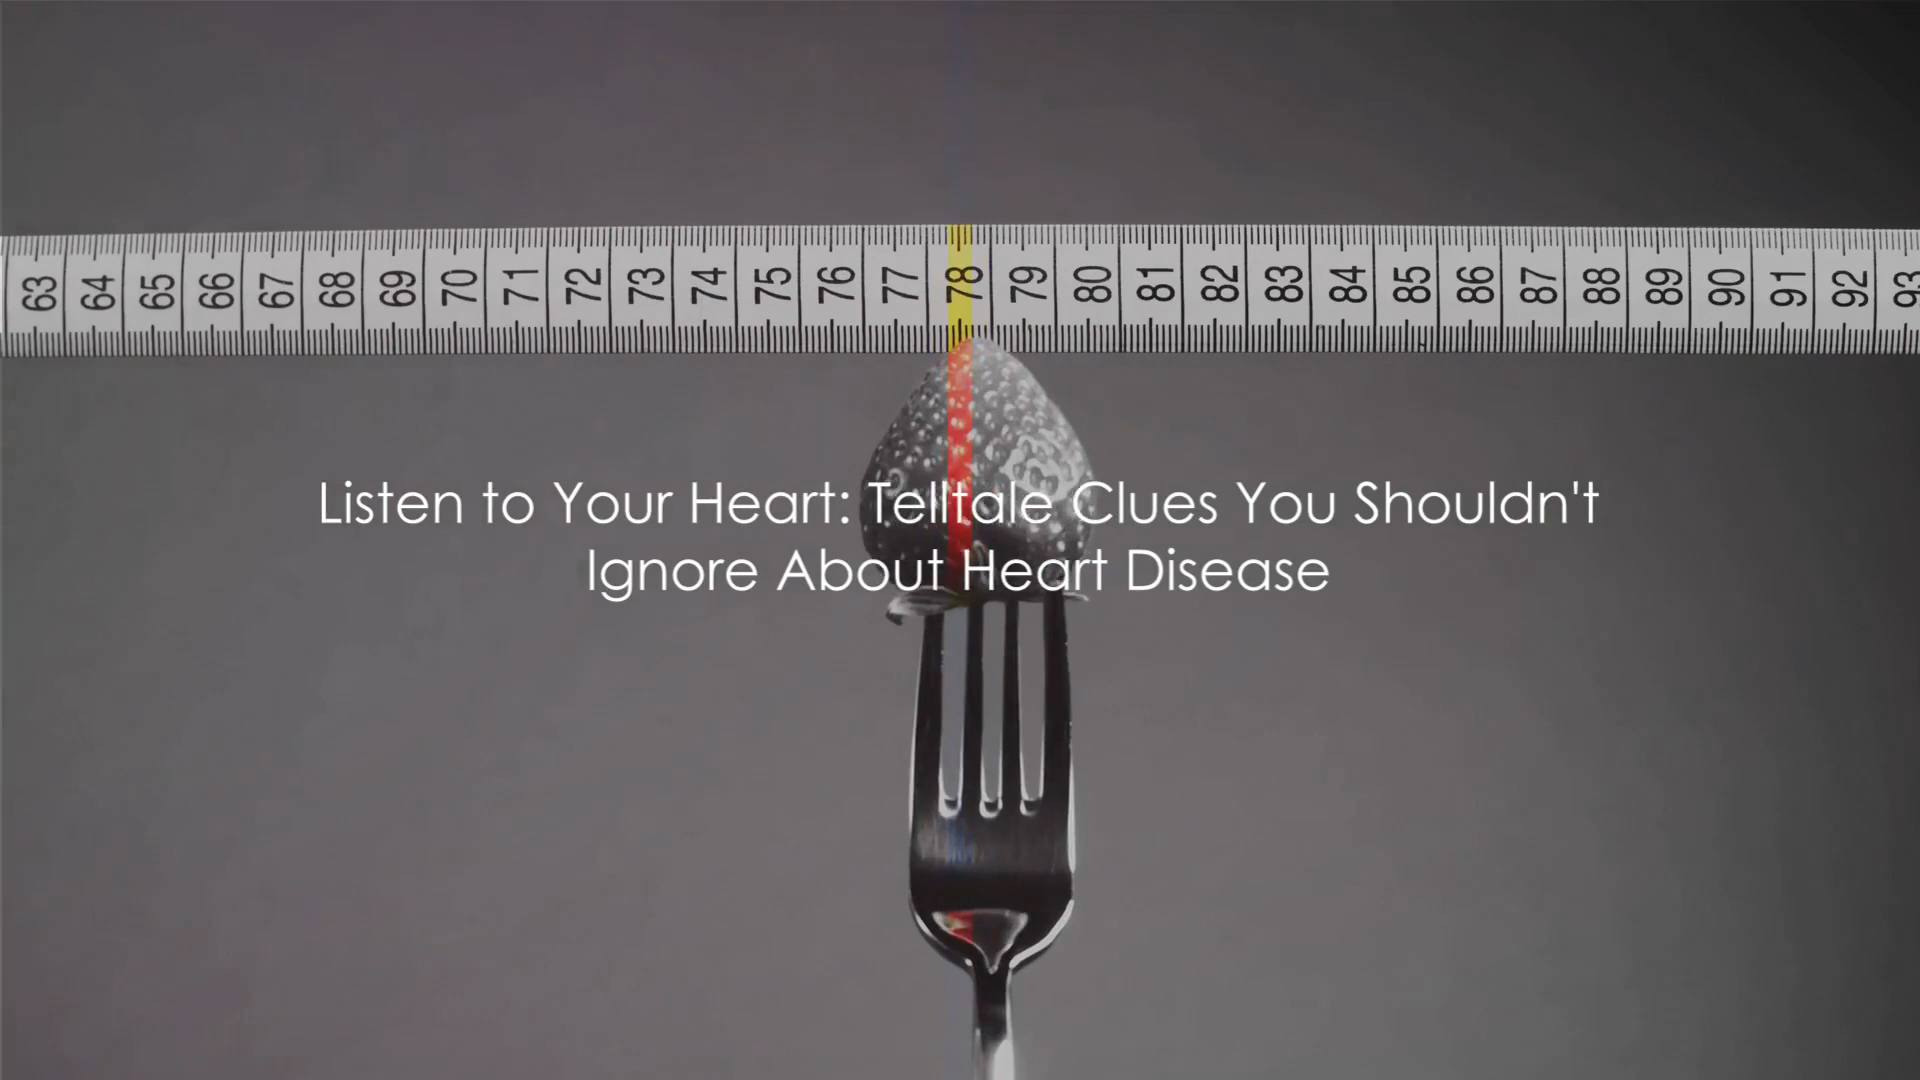 63 64 65 66 67 68 69 70 71 72 73 74 75 76 77 78 79 80 81 82 83 84 85 86 87 88 89 90 91 92 93
Listen to Your Heart: Telltale Clues You Shouldn't
Ignore About Heart Disease